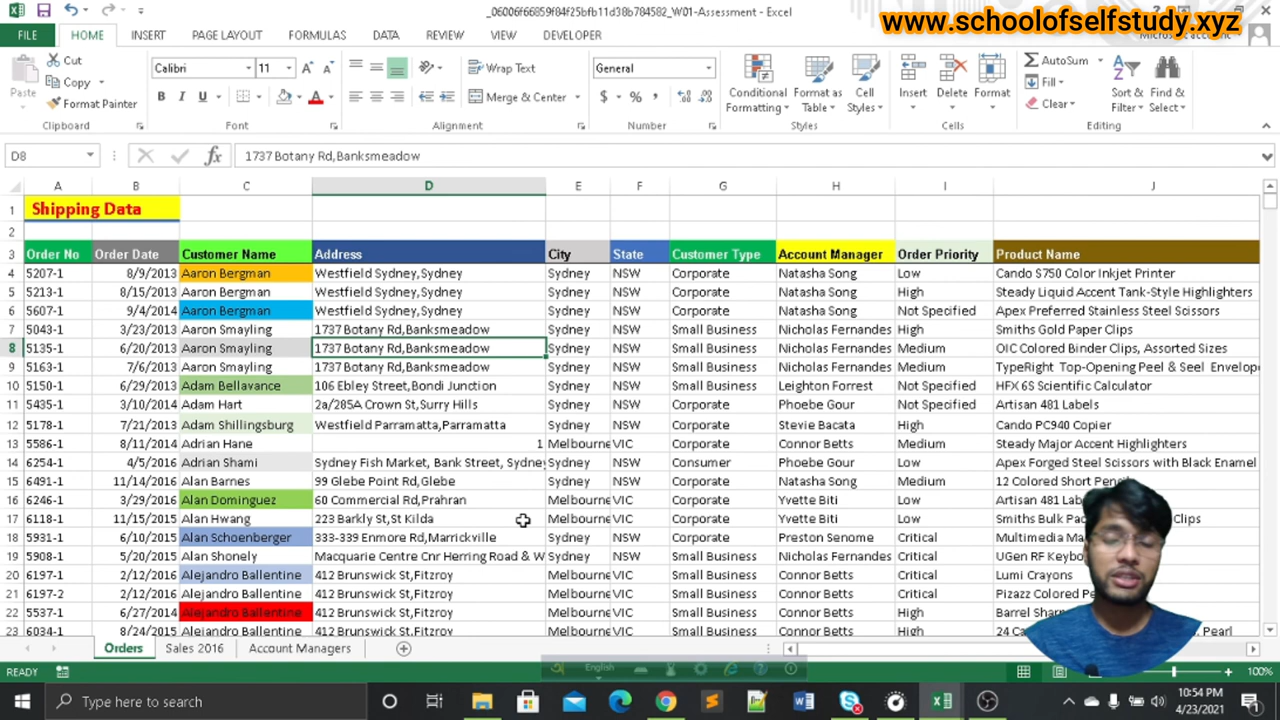 _06006f66859f84f25bfb11d38b784582_W01-Assessment - Excel
www.schoolofselfstudy.xyz
FILE HOME INSERT PAGE LAYOUT FORMULAS DATA REVIEW VIEW DEVELOPER
Cut Calibri 11 Wrap Text General AutoSum
Copy Fill
Paste Format Painter Merge & Center Clear
Conditional Formatting Format as Table Cell Styles Insert Delete Format Sort & Filter Find & Select
Clipboard Font Alignment Number Styles Cells Editing
D8 fx 1737 Botany Rd,Banksmeadow
A B C D E F G H I J
1 Shipping Data
2
3 Order No Order Date Customer Name Address City State Customer Type Account Manager Order Priority Product Name
4 5207-1 8/9/2013 Aaron Bergman Westfield Sydney,Sydney Sydney NSW Corporate Natasha Song Low Cando S750 Color Inkjet Printer
5 5213-1 8/15/2013 Aaron Bergman Westfield Sydney,Sydney Sydney NSW Corporate Natasha Song High Steady Liquid Accent Tank-Style Highlighters
6 5607-1 9/4/2014 Aaron Bergman Westfield Sydney,Sydney Sydney NSW Corporate Natasha Song Not Specified Apex Preferred Stainless Steel Scissors
7 5043-1 3/23/2013 Aaron Smayling 1737 Botany Rd,Banksmeadow Sydney NSW Small Business Nicholas Fernandes High Smiths Gold Paper Clips
8 5135-1 6/20/2013 Aaron Smayling 1737 Botany Rd,Banksmeadow Sydney NSW Small Business Nicholas Fernandes Medium OIC Colored Binder Clips, Assorted Sizes
9 5163-1 7/6/2013 Aaron Smayling 1737 Botany Rd,Banksmeadow Sydney NSW Small Business Nicholas Fernandes Medium TypeRight Top-Opening Peel & Seel Envelope
10 5150-1 6/29/2013 Adam Bellavance 106 Ebley Street,Bondi Junction Sydney NSW Small Business Leighton Forrest Not Specified HFX 6S Scientific Calculator
11 5435-1 3/10/2014 Adam Hart 2a/285A Crown St,Surry Hills Sydney NSW Corporate Phoebe Gour Not Specified Artisan 481 Labels
12 5178-1 7/21/2013 Adam Shillingsburg Westfield Parramatta,Parramatta Sydney NSW Corporate Stevie Bacata High Cando PC940 Copier
13 5586-1 8/11/2014 Adrian Hane 1 Melbourne VIC Small Business Connor Betts Medium Steady Major Accent Highlighters
14 6254-1 4/5/2016 Adrian Shami Sydney Fish Market, Bank Street, Sydney Sydney NSW Consumer Phoebe Gour Low Apex Forged Steel Scissors with Black Enamel
15 6491-1 11/14/2016 Alan Barnes 99 Glebe Point Rd,Glebe Sydney NSW Corporate Natasha Song Low 12 Colored Short
16 6246-1 3/29/2016 Alan Dominguez 60 Commercial Rd,Prahran Melbourne VIC Corporate Yvette Biti Low Artisan 481
17 6118-1 11/15/2015 Alan Hwang 223 Barkly St,St Kilda Melbourne VIC Corporate Yvette Biti Low Smiths Bulk Clips
18 5931-1 6/10/2015 Alan Schoenberger 333-339 Enmore Rd,Marrickville Sydney NSW Corporate Preston Senome Critical Multimedia
19 5908-1 5/20/2015 Alan Shonely Macquarie Centre Cnr Herring Road & W Sydney NSW Small Business Nicholas Fernandes Critical UGen RF
20 6197-1 2/12/2016 Alejandro Ballentine 412 Brunswick St,Fitzroy Melbourne VIC Small Business Connor Betts Critical Lumi Crayons
21 6197-2 2/12/2016 Alejandro Ballentine 412 Brunswick St,Fitzroy Melbourne VIC Small Business Connor Betts Critical Pizazz Colored
22 5537-1 6/27/2014 Alejandro Ballentine 412 Brunswick St,Fitzroy Melbourne VIC Small Business Connor Betts High Barrel
23 6034-1 8/24/2015 Alejandro Ballentine 412 Brunswick St,Fitzroy Melbourne VIC Small Business Connor Betts High 24 Pearl
Orders Sales 2016 Account Managers
READY English 100%
Type here to search
10:54 PM
4/23/2021